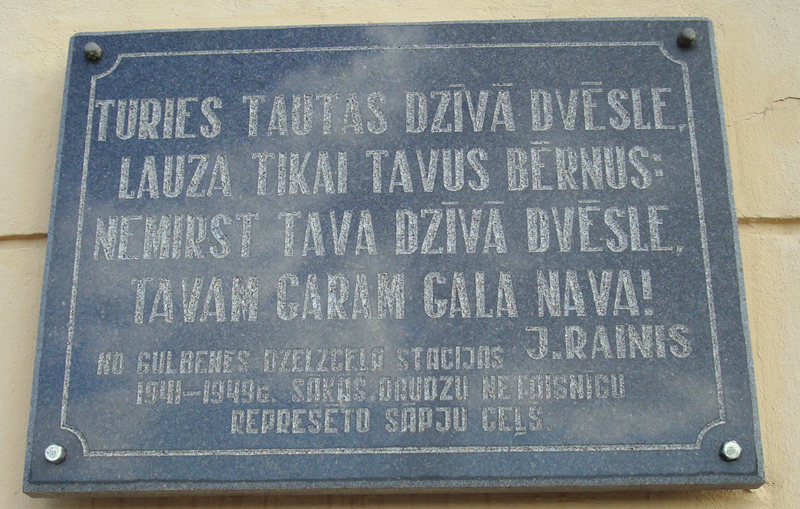 TURIES TAUTAS DZĪVĀ DVĒSLE,
LAUZA TIKAI TAVUS BĒRNUS:
NEMIRST TAVA DZĪVĀ DVĒSLE,
TAVAM GARAM GALA NAVA!
J.RAINIS
NO GULBENES DZELZCEĻA STACIJAS
1941–1949G. SĀKĀS DAUDZU NETAISNĪGU
REPRESĒTO SĀPJU CEĻŠ.